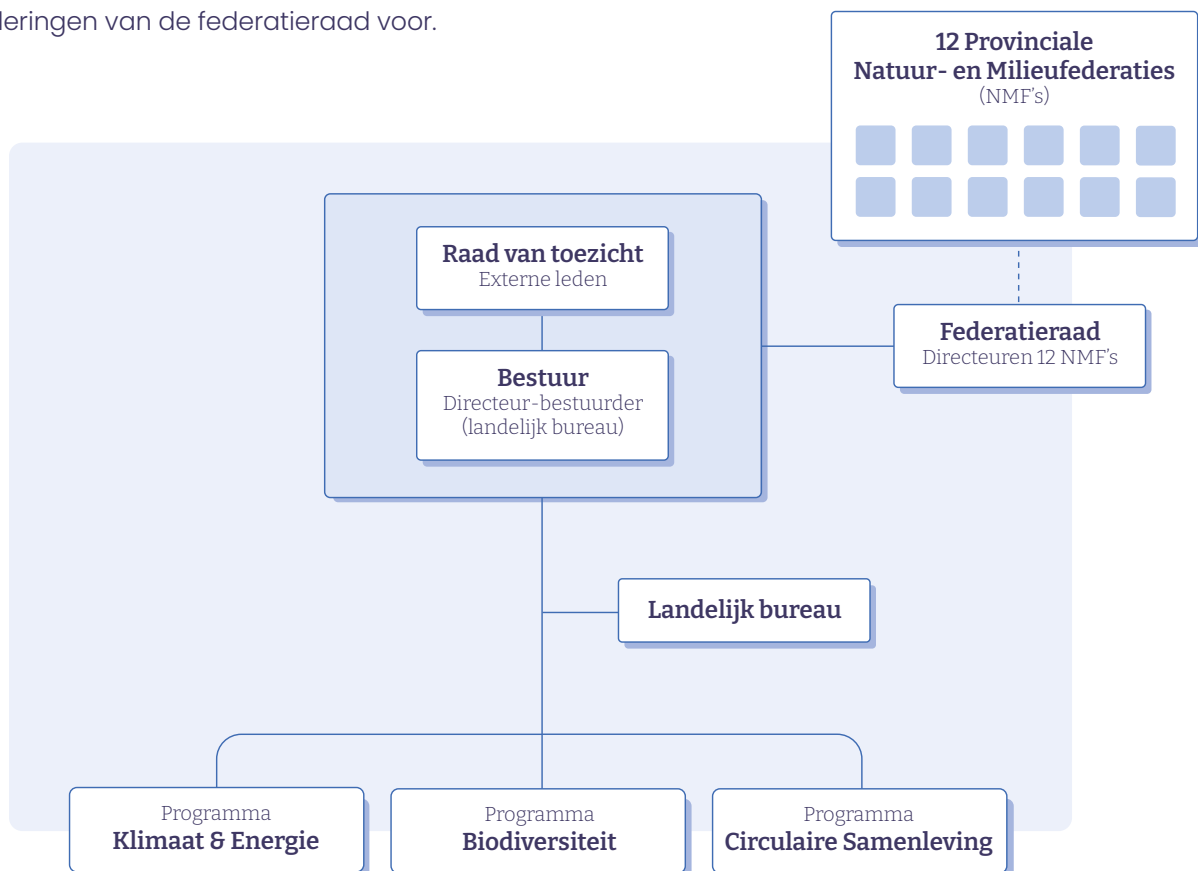 van de federatieraad voor.
12 Provinciale
Natuur- en Milieufederaties
(NMF's)
Raad van toezicht
Externe leden
Federatieraad
Directeuren 12 NMF's
Bestuur
Directeur-bestuurder
(landelijk bureau)
Landelijk bureau
Programma
Klimaat & Energie
Programma
Biodiversiteit
Programma
Circulaire Samenleving